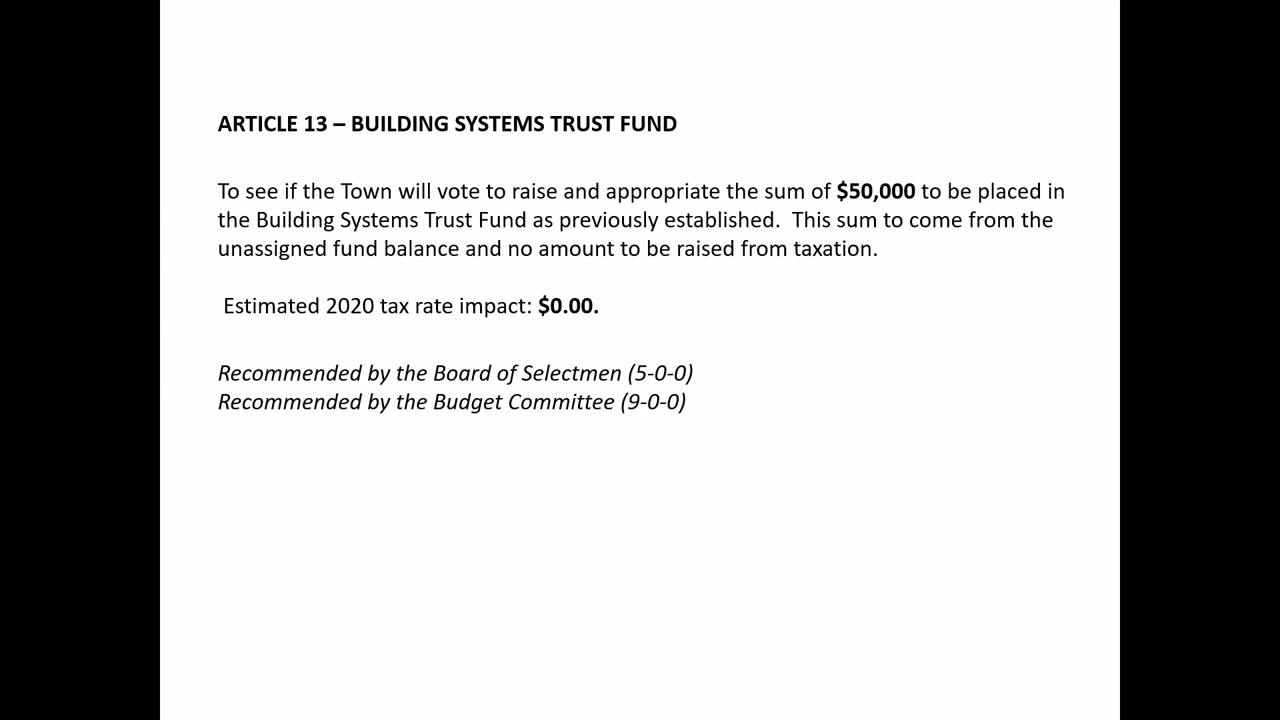 ARTICLE 13 – BUILDING SYSTEMS TRUST FUND
To see if the Town will vote to raise and appropriate the sum of $50,000 to be placed in
the Building Systems Trust Fund as previously established.  This sum to come from the
unassigned fund balance and no amount to be raised from taxation.
Estimated 2020 tax rate impact: $0.00.
Recommended by the Board of Selectmen (5-0-0)
Recommended by the Budget Committee (9-0-0)